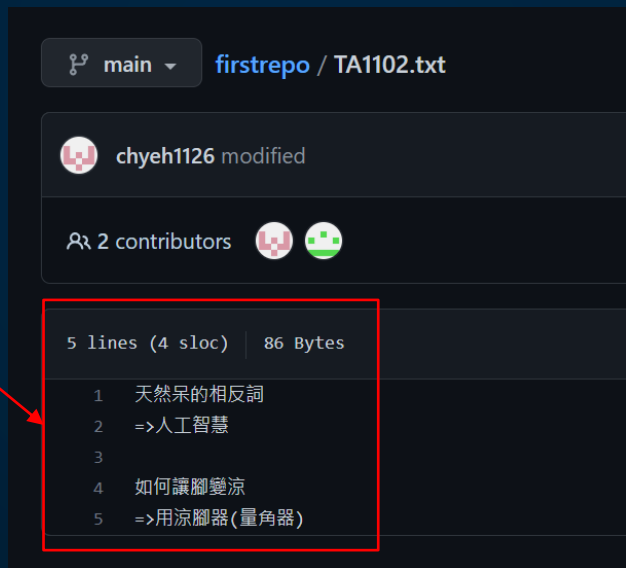 main
firstrepo / TA1102.txt
chyeh1126 modified
2 contributors
5 lines (4 sloc) 86 Bytes
1 天然呆的相反詞
2 =>人工智慧
3
4 如何讓腳變涼
5 =>用涼腳器(量角器)